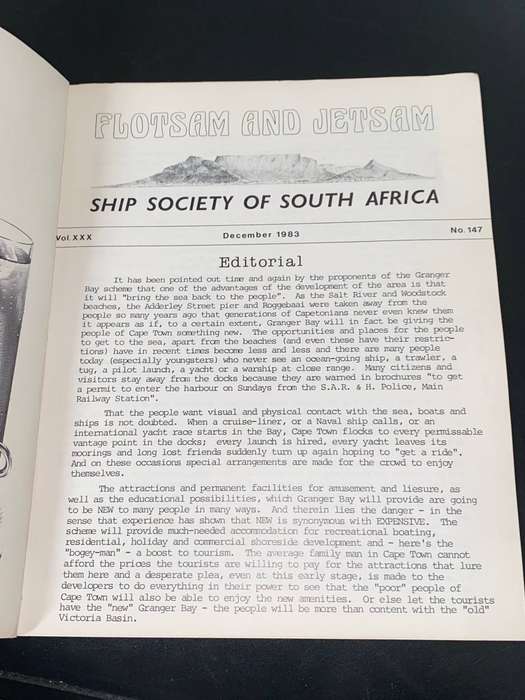 FLOTSAM AND JETSAM
SHIP SOCIETY OF SOUTH AFRICA
Vol. XXX December 1983 No. 147
Editorial
It has been pointed out time and again by the proponents of the Granger
Bay scheme that one of the advantages of the development of the area is that
it will "bring the sea back to the people". As the Salt River and Woodstock
beaches, the Adderley Street pier and Roggebaai were taken away from the
people so many years ago that generations of Capetonians never even knew them
it appears as if, to a certain extent, Granger Bay will in fact be giving the
people of Cape Town something new. The opportunities and places for the people
to get to the sea, apart from the beaches (and even these have their restric-
tions) have in recent times become less and less and there are many people
today (especially youngsters) who never see an ocean-going ship, a trawler, a
tug, a pilot launch, a yacht or a warship at close range. Many citizens and
visitors stay away from the docks because they are warned in brochures "to get
a permit to enter the harbour on Sundays from the S.A.R. & H. Police, Main
Railway Station".
That the people want visual and physical contact with the sea, boats and
ships is not doubted. When a cruise-liner, or a Naval ship calls, or an
international yacht race starts in the Bay, Cape Town flocks to every permissable
vantage point in the docks; every launch is hired, every yacht leaves its
moorings and long lost friends suddenly turn up again hoping to "get a ride".
And on these occasions special arrangements are made for the crowd to enjoy
themselves.
The attractions and permanent facilities for amusement and liesure, as
well as the educational possibilities, which Granger Bay will provide are going
to be NEW to many people in many ways. And therein lies the danger - in the
sense that experience has shown that NEW is synonymous with EXPENSIVE. The
scheme will provide much-needed accommodation for recreational boating,
residential, holiday and commercial shoreside development and - here's the
"bogey-man" - a boost to tourism. The average family man in Cape Town cannot
afford the prices the tourists are willing to pay for the attractions that lure
them here and a desperate plea, even at this early stage, is made to the
developers to do everything in their power to see that the "poor" people of
Cape Town will also be able to enjoy the new amenities. Or else let the tourists
have the "new" Granger Bay - the people will be more than content with the "old"
Victoria Basin.